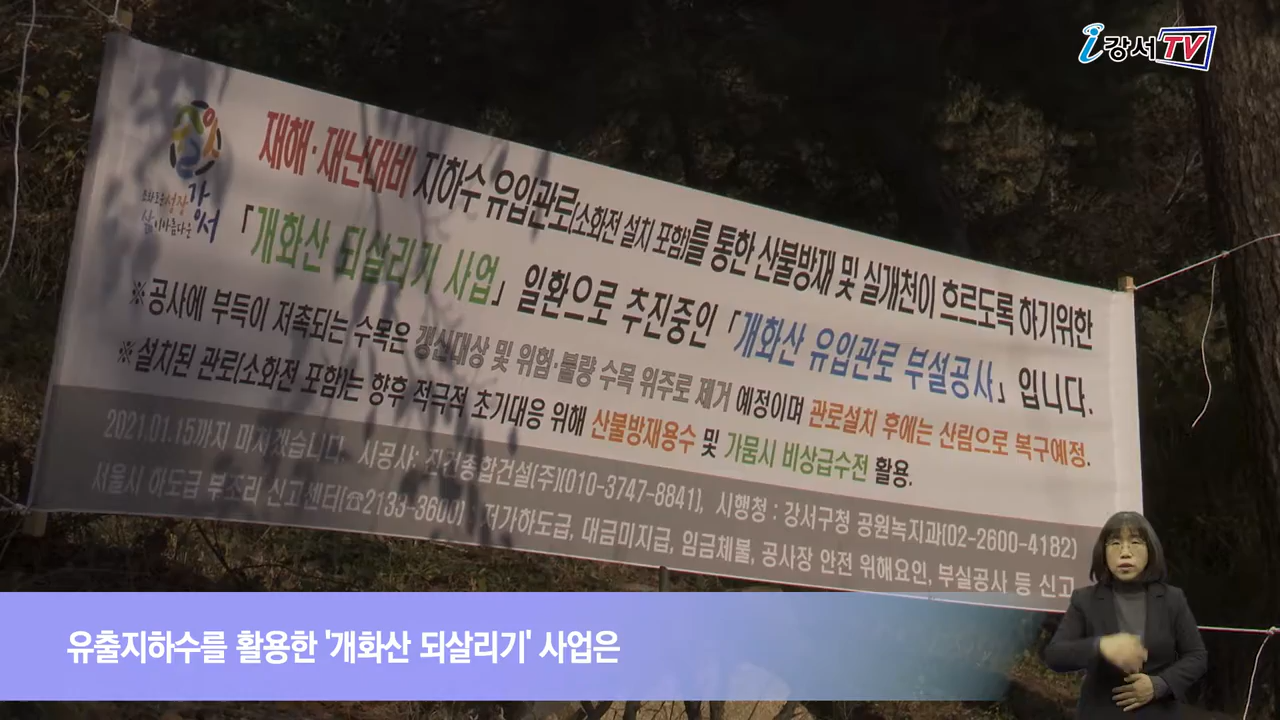 i강서TV
재해·재난대비 지하수 유입관로(소화전 설치 포함)를 통한 산불방재 및 실개천이 흐르도록 하기위한
「개화산 되살리기 사업」 일환으로 추진중인 「개화산 유입관로 부설공사」 입니다.
※공사에 부득이 저촉되는 수목은 갱신대상 및 위험·불량 수목 위주로 제거 예정이며 관로설치 후에는 산림으로 복구예정.
※설치된 관로(소화전 포함)는 향후 적극적 초기대응 위해 산불방재용수 및 가뭄시 비상급수전 활용.
2021.01.15까지 마치겠습니다. 시공사: 진건종합건설(주)(010-3747-8841), 시행청 : 강서구청 공원녹지과(02-2600-4182)
서울시 하도급 부조리 신고센터(☎2133-3600) 저가하도급, 대금미지급, 임금체불, 공사장 안전 위해요인, 부실공사 등 신고
강서
유출지하수를 활용한 '개화산 되살리기' 사업은